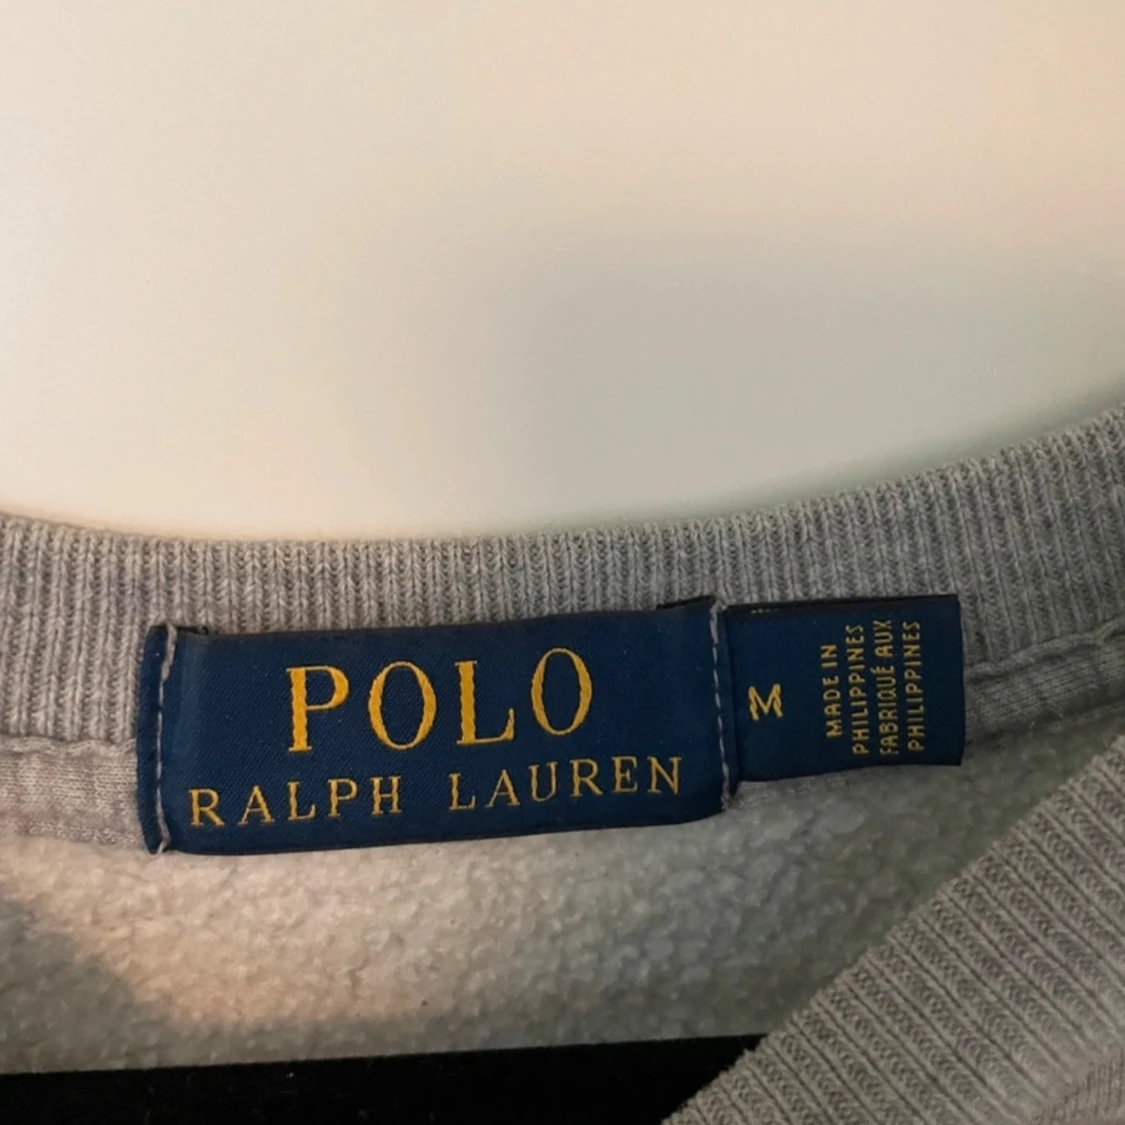 POLO
RALPH LAUREN
M
MADE IN
PHILIPPINES
FABRIQUÉ AUX
PHILIPPINES